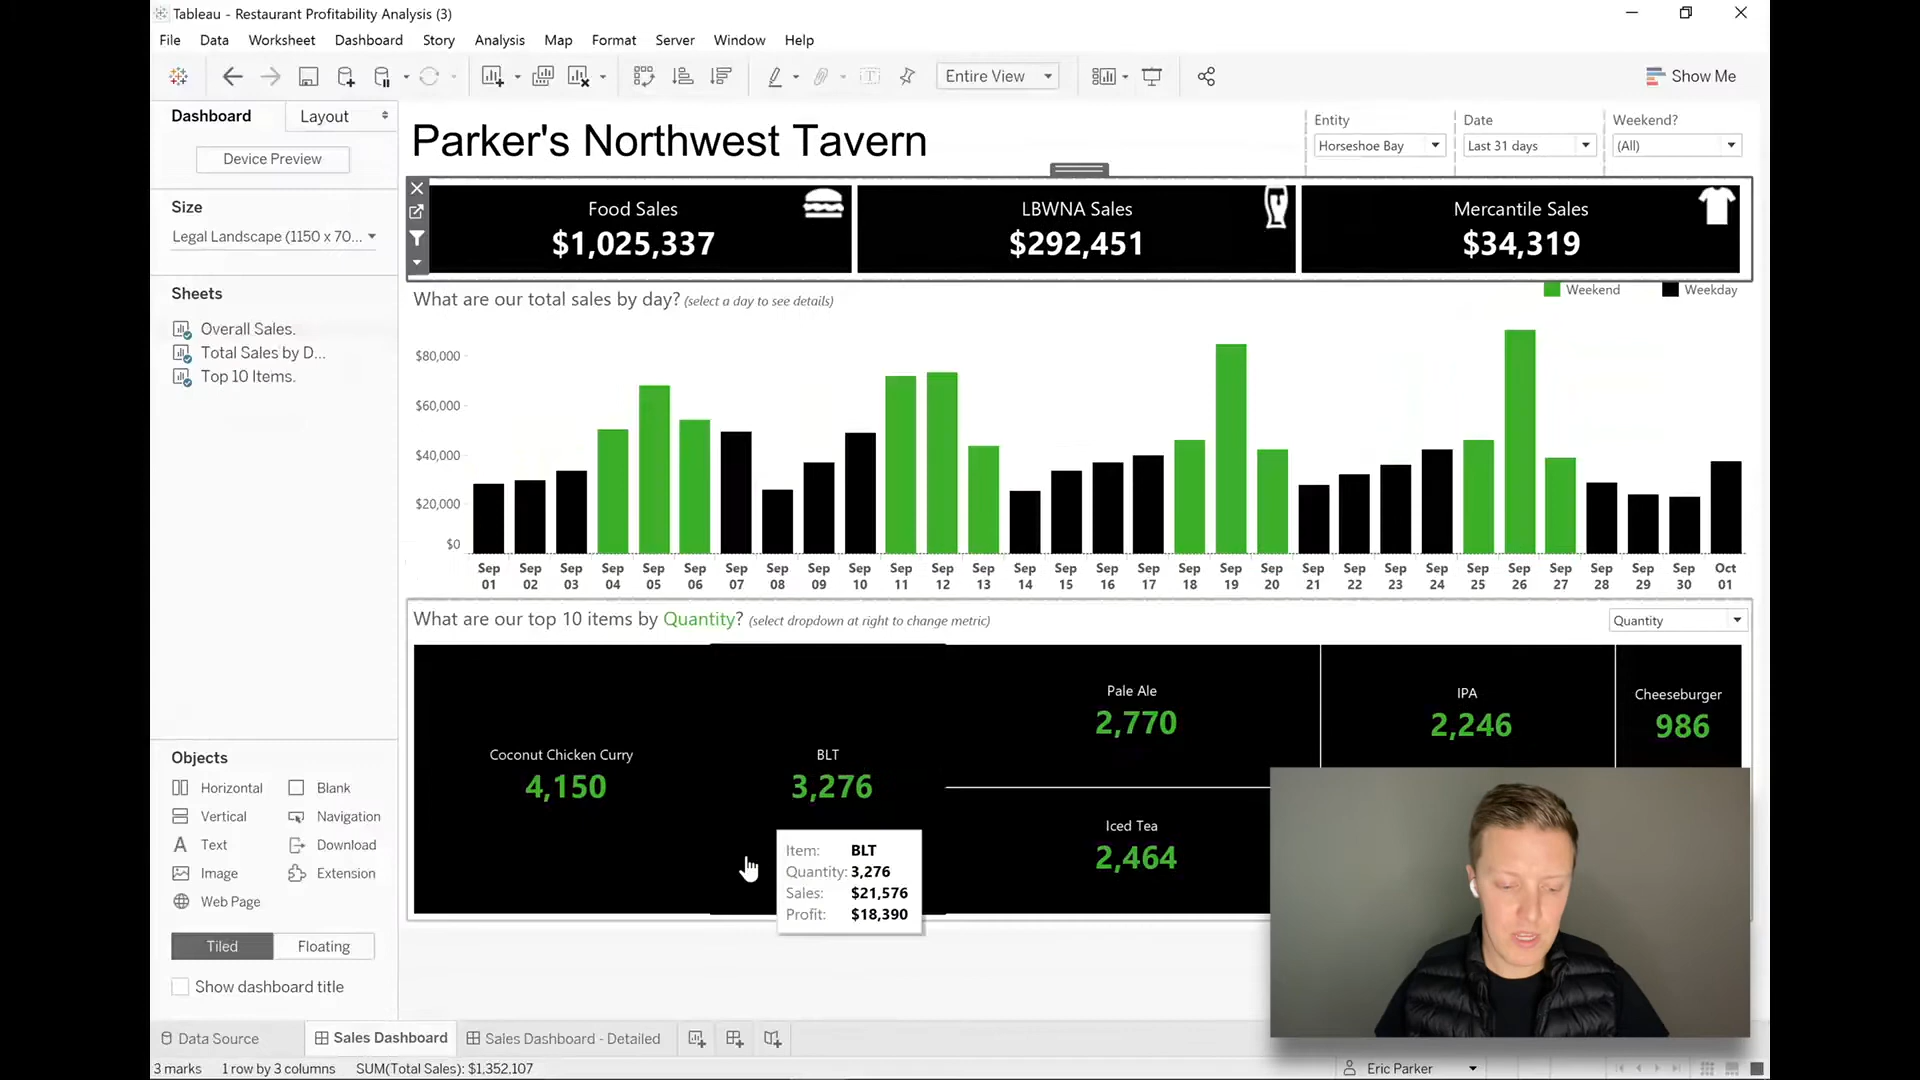 Tableau - Restaurant Profitability Analysis (3)
File Data Worksheet Dashboard Story Analysis Map Format Server Window Help
Entire View
Show Me
Dashboard
Layout
Device Preview
Size
Legal Landscape (1150 x 70...
Sheets
Overall Sales.
Total Sales by D...
Top 10 Items.
Objects
Horizontal Blank
Vertical Navigation
Text Download
Image Extension
Web Page
Tiled Floating
Show dashboard title
Parker's Northwest Tavern
Entity Date Weekend?
Horseshoe Bay Last 31 days (All)
Food Sales LBWNA Sales Mercantile Sales
$1,025,337 $292,451 $34,319
What are our total sales by day? (select a day to see details)
Weekend Weekday
$80,000
$60,000
$40,000
$20,000
$0
Sep Sep Sep Sep Sep Sep Sep Sep Sep Sep Sep Sep Sep Sep Sep Sep Sep Sep Sep Sep Sep Sep Sep Sep Sep Sep Sep Sep Sep Sep Oct
01 02 03 04 05 06 07 08 09 10 11 12 13 14 15 16 17 18 19 20 21 22 23 24 25 26 27 28 29 30 01
What are our top 10 items by Quantity? (select dropdown at right to change metric)
Quantity
Coconut Chicken Curry
4,150
BLT
3,276
Pale Ale
2,770
Iced Tea
2,464
IPA
2,246
Cheeseburger
986
Item: BLT
Quantity: 3,276
Sales: $21,576
Profit: $18,390
Data Source Sales Dashboard Sales Dashboard - Detailed
3 marks 1 row by 3 columns SUM(Total Sales): $1,352,107
Eric Parker